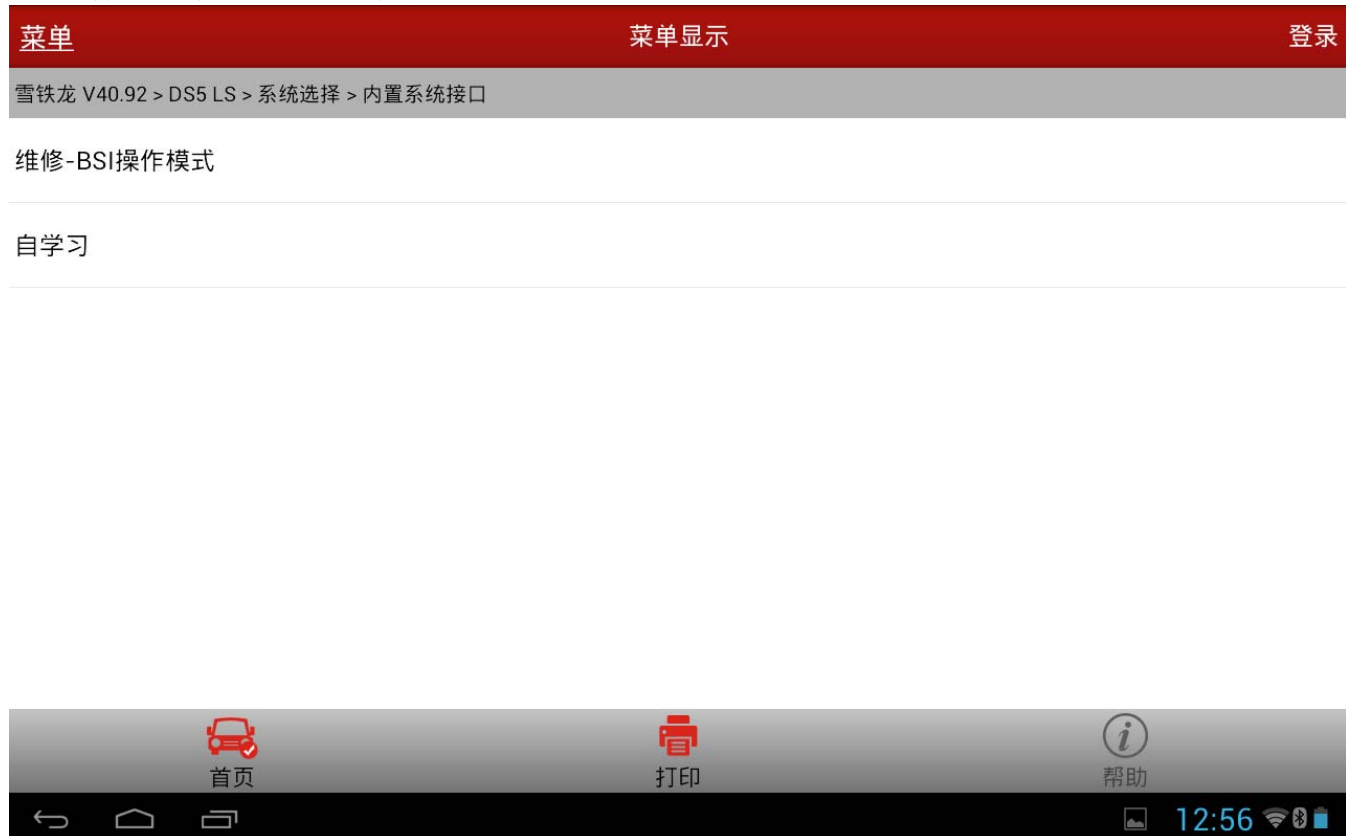 菜单 菜单显示 登录
雪铁龙 V40.92 > DS5 LS > 系统选择 > 内置系统接口
维修-BSI操作模式
自学习
首页 打印 帮助
12:56